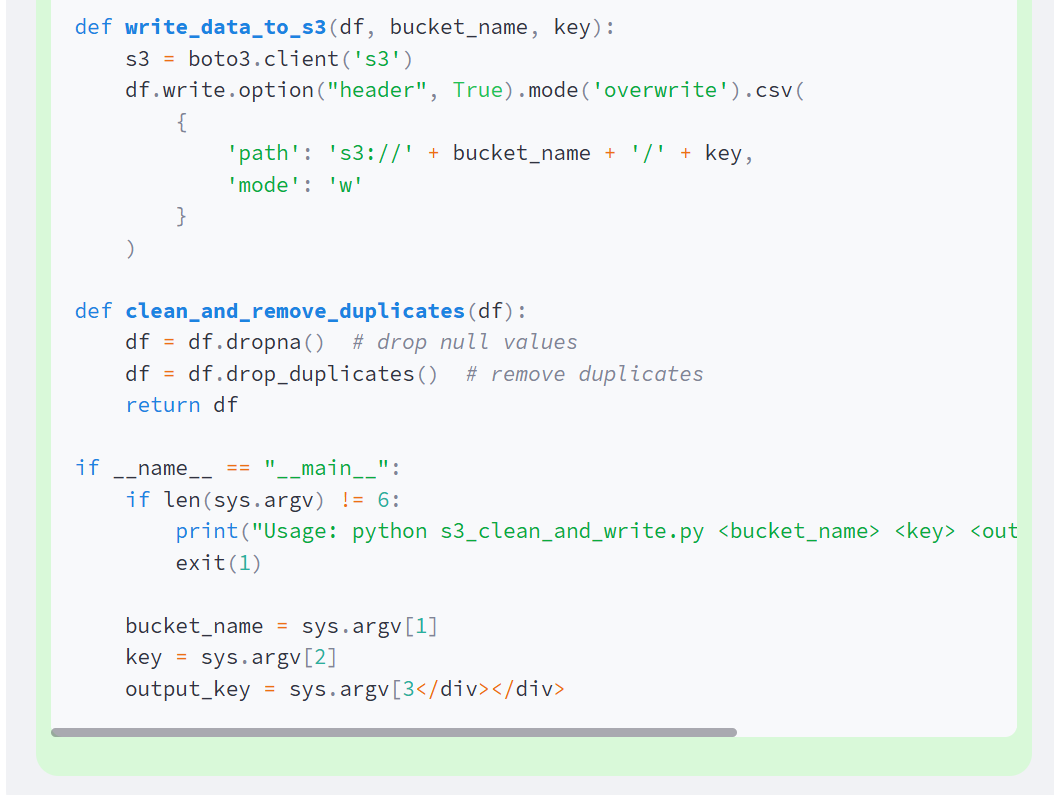 def write_data_to_s3(df, bucket_name, key):
    s3 = boto3.client('s3')
    df.write.option("header", True).mode('overwrite').csv(
        {
            'path': 's3://' + bucket_name + '/' + key,
            'mode': 'w'
        }
    )

def clean_and_remove_duplicates(df):
    df = df.dropna()  # drop null values
    df = df.drop_duplicates()  # remove duplicates
    return df

if __name__ == "__main__":
    if len(sys.argv) != 6:
        print("Usage: python s3_clean_and_write.py <bucket_name> <key> <out
        exit(1)

    bucket_name = sys.argv[1]
    key = sys.argv[2]
    output_key = sys.argv[3</div></div>